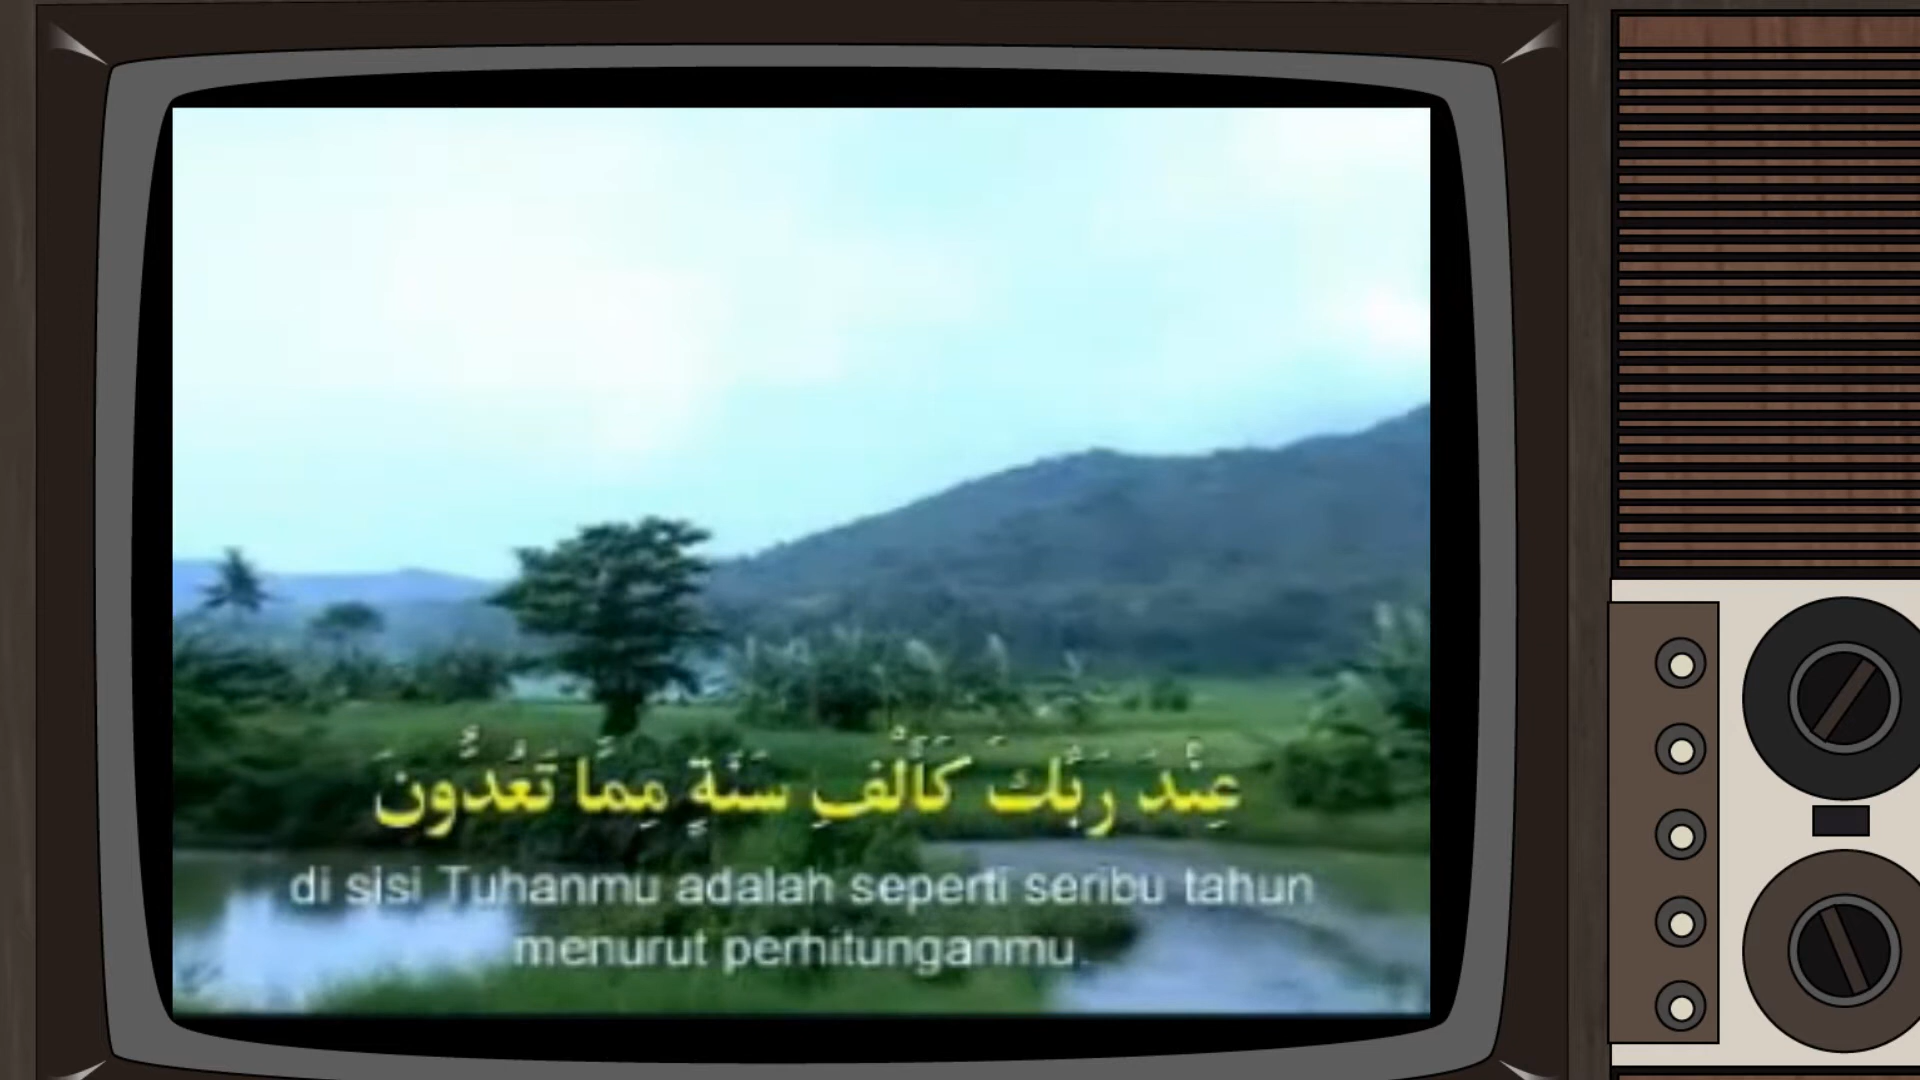 عِنْدَ رَبِّكَ كَأَلْفِ سَنَةٍ مِمَّا تَعُدُّونَ
di sisi Tuhanmu adalah seperti seribu tahun
menurut perhitunganmu.